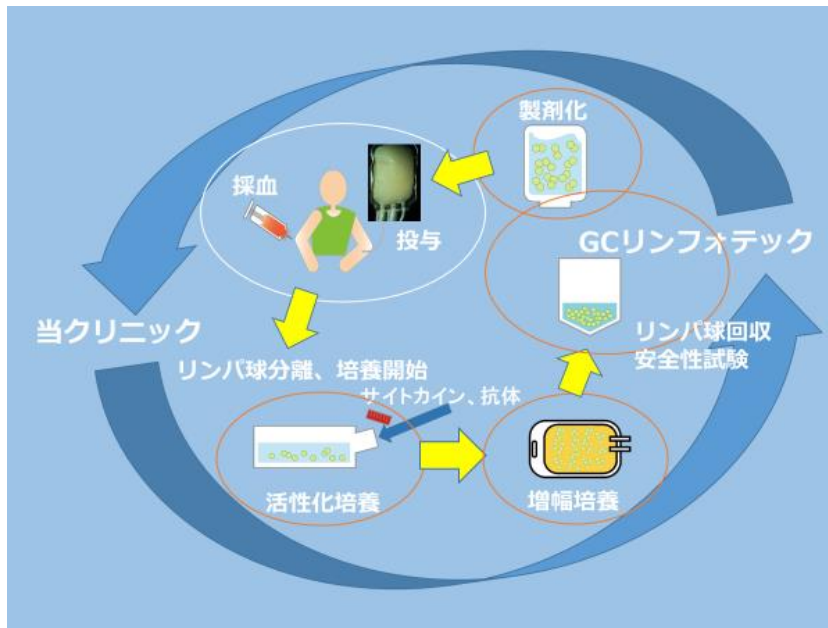 製剤化
採血
投与
GCリンフォテック
当クリニック
リンパ球回収
安全性試験
リンパ球分離、培養開始
サイトカイン、抗体
活性化培養
増幅培養